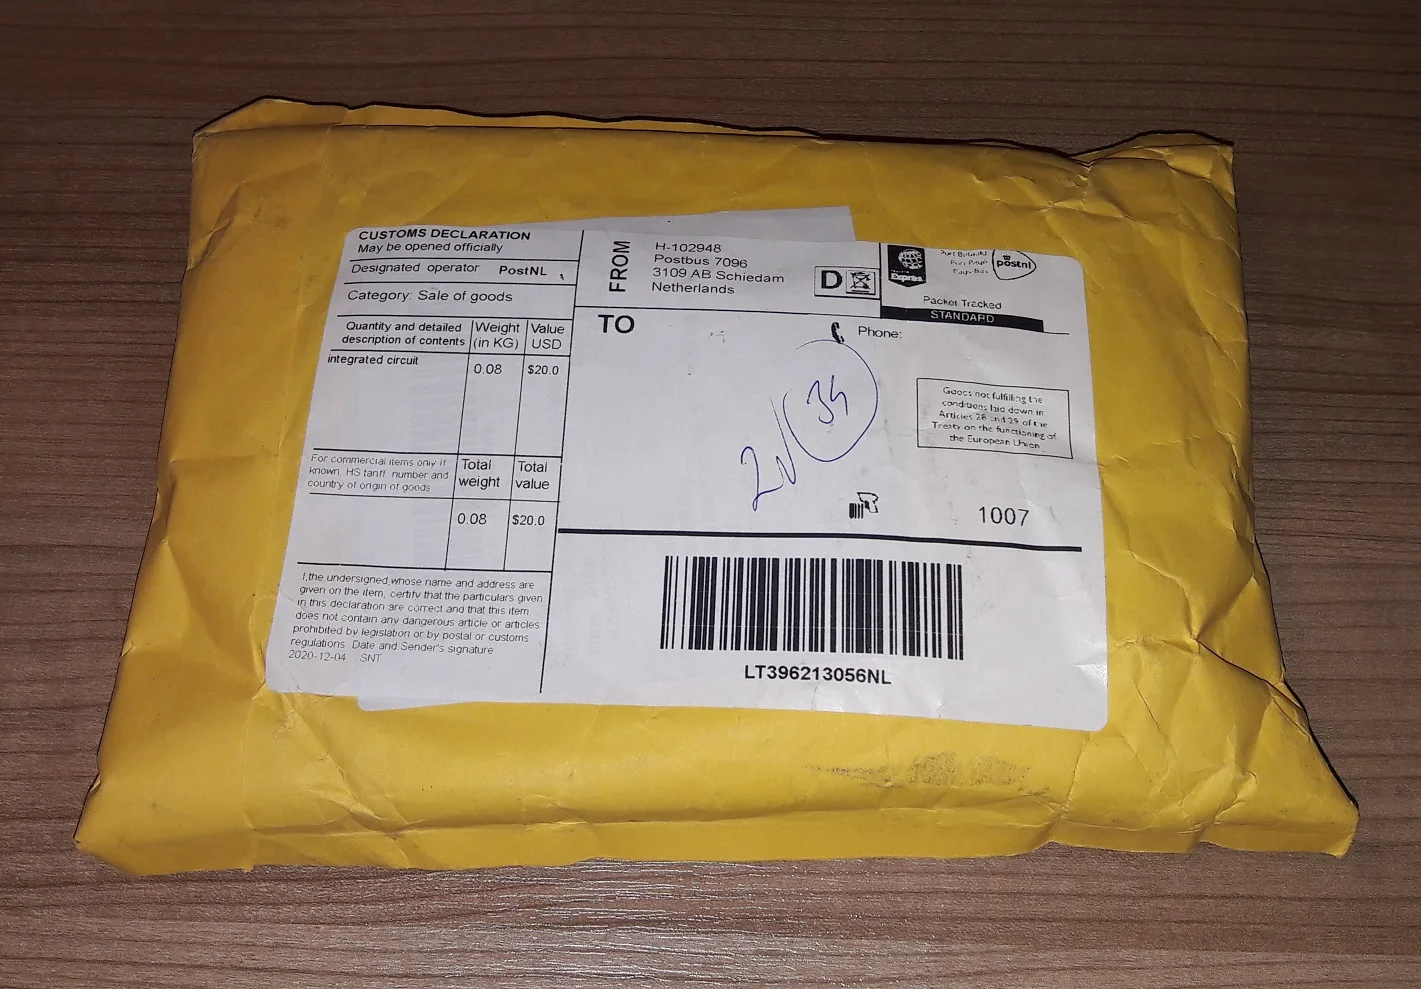 CUSTOMS DECLARATION
May be opened officially
Designated operator PostNL
Category: Sale of goods
Quantity and detailed description of contents
Weight (in KG)
Value USD
integrated circuit
0.08
$20.0
For commercial items only if
known, HS tariff number and
country of origin of goods
Total weight
Total value
0.08
$20.0
I,the undersigned,whose name and address are
given on the item, certify that the particulars given
in this declaration are correct and that this item
does not contain any dangerous article or articles
prohibited by legislation or by postal or customs
regulations Date and Sender's signature
2020-12-04 SNT
FROM
H-102948
Postbus 7096
3109 AB Schiedam
Netherlands
D
Express
Port Payé
Pays-Bas
postnl
Packet Tracked
STANDARD
TO
Phone:
34
Goods not fulfilling the
conditions laid down in
Articles 28 and 29 of the
Treaty on the functioning of
the European Union
1007
LT396213056NL